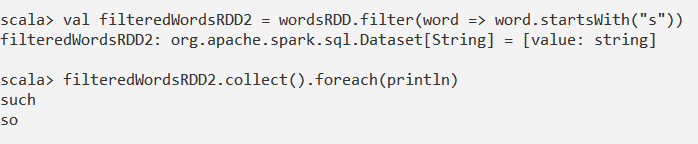 scala> val filteredWordsRDD2 = wordsRDD.filter(word => word.startsWith("s"))
filteredWordsRDD2: org.apache.spark.sql.Dataset[String] = [value: string]
scala> filteredWordsRDD2.collect().foreach(println)
such
so